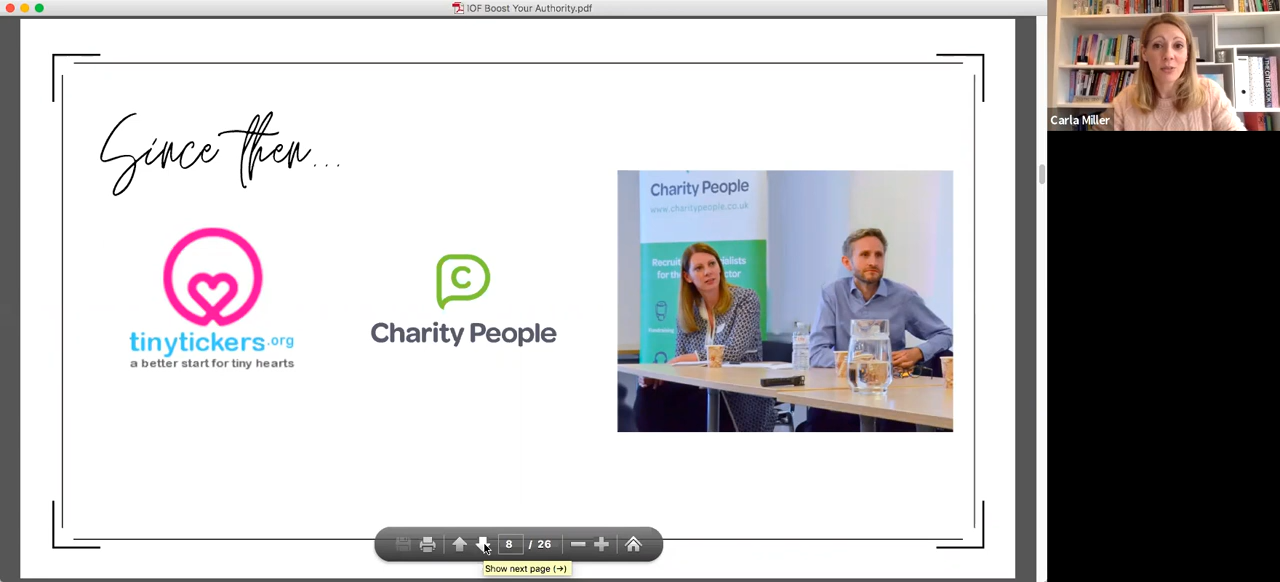 IOF Boost Your Authority.pdf
Carla Miller
Since then...
tinytickers.org
a better start for tiny hearts
C
Charity People
Charity People
www.charitypeople.co.uk
8 / 26
Show next page (→)